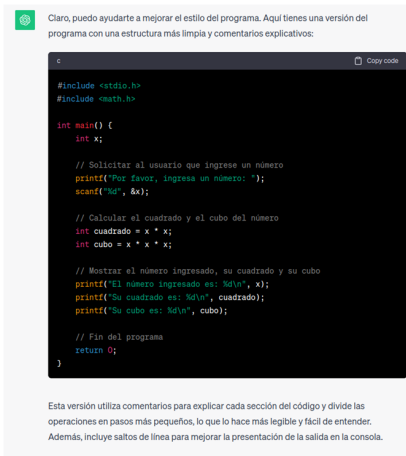 Claro, puedo ayudarte a mejorar el estilo del programa. Aquí tienes una versión del
programa con una estructura más limpia y comentarios explicativos:
c Copy code
#include <stdio.h>
#include <math.h>
int main() {
int x;
// Solicitar al usuario que ingrese un número
printf("Por favor, ingresa un número: ");
scanf("%d", &x);
// Calcular el cuadrado y el cubo del número
int cuadrado = x * x;
int cubo = x * x * x;
// Mostrar el número ingresado, su cuadrado y su cubo
printf("El número ingresado es: %d\n", x);
printf("Su cuadrado es: %d\n", cuadrado);
printf("Su cubo es: %d\n", cubo);
// Fin del programa
return 0;
}
Esta versión utiliza comentarios para explicar cada sección del código y divide las
operaciones en pasos más pequeños, lo que lo hace más legible y fácil de entender.
Además, incluye saltos de línea para mejorar la presentación de la salida en la consola.